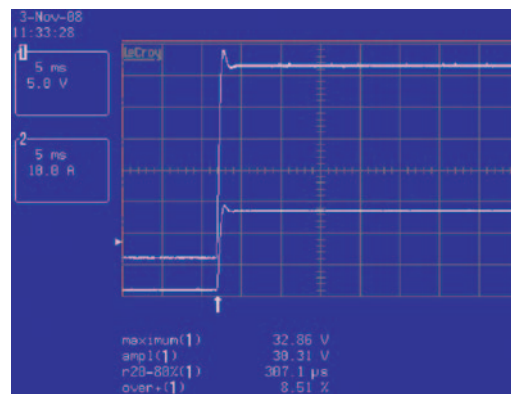 3-Nov-08
11:33:28
1
5 ms
5.0 V
LeCroy
2
5 ms
10.0 A
maximum(1) 32.86 V
ampl(1) 30.31 V
r20-80%(1) 307.1 µs
over+(1) 8.51 %